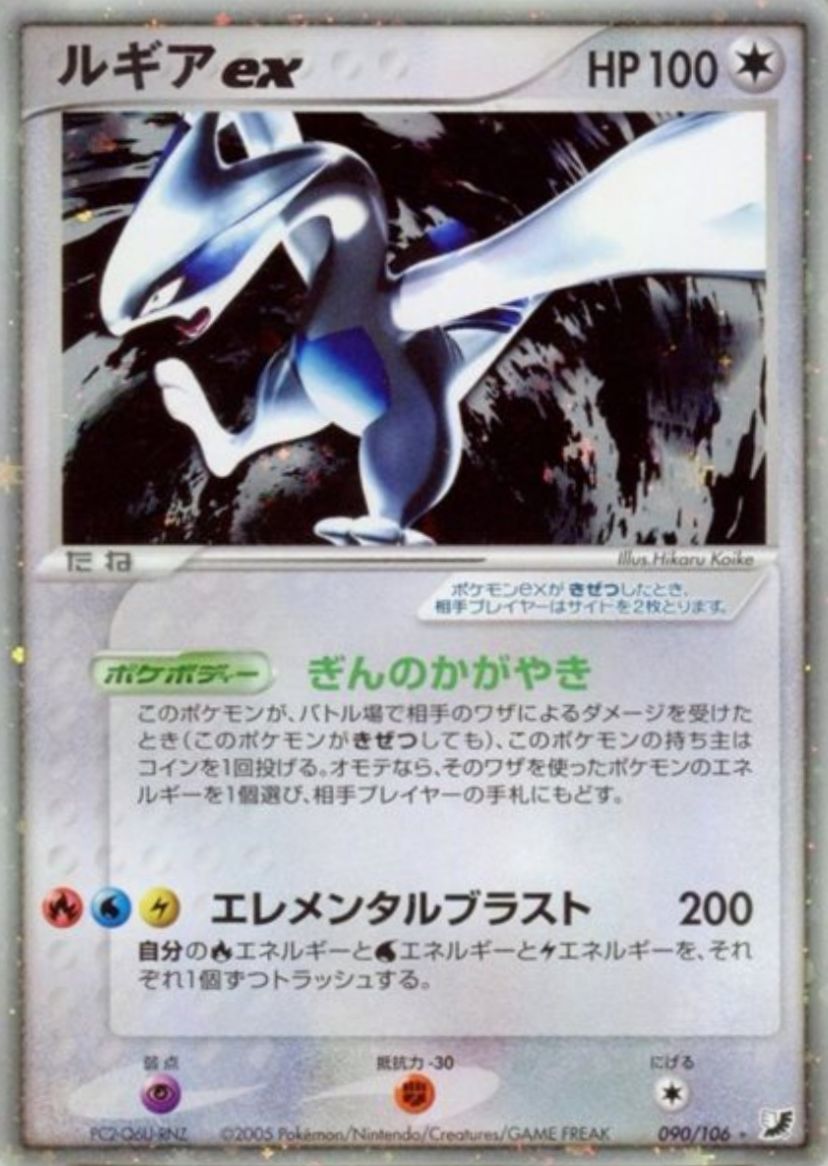 ルギアex HP100
たね Illus.Hikaru Koike
ポケモンexが きぜつしたとき、
相手プレイヤーはサイドを2枚とります。
ポケボディー ぎんのかがやき
このポケモンが、バトル場で相手のワザによるダメージを受けた
とき(このポケモンがきぜつしても)、このポケモンの持ち主は
コインを1回投げる。オモテなら、そのワザを使ったポケモンのエネ
ルギーを1個選び、相手プレイヤーの手札にもどす。
エレメンタルブラスト 200
自分のエネルギーとエネルギーとエネルギーを、それ
ぞれ1個ずつトラッシュする。
弱点 抵抗力 -30 にげる
PC2-Q6U-RNZ ©2005 Pokémon/Nintendo/Creatures/GAME FREAK 090/106